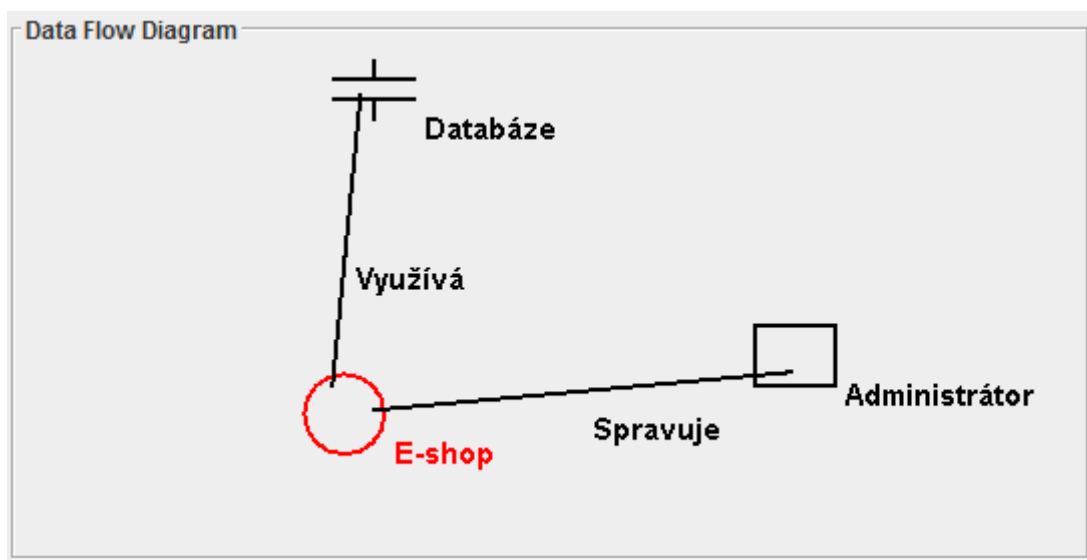 Data Flow Diagram
Databáze
Využívá
Administrátor
Spravuje
E-shop